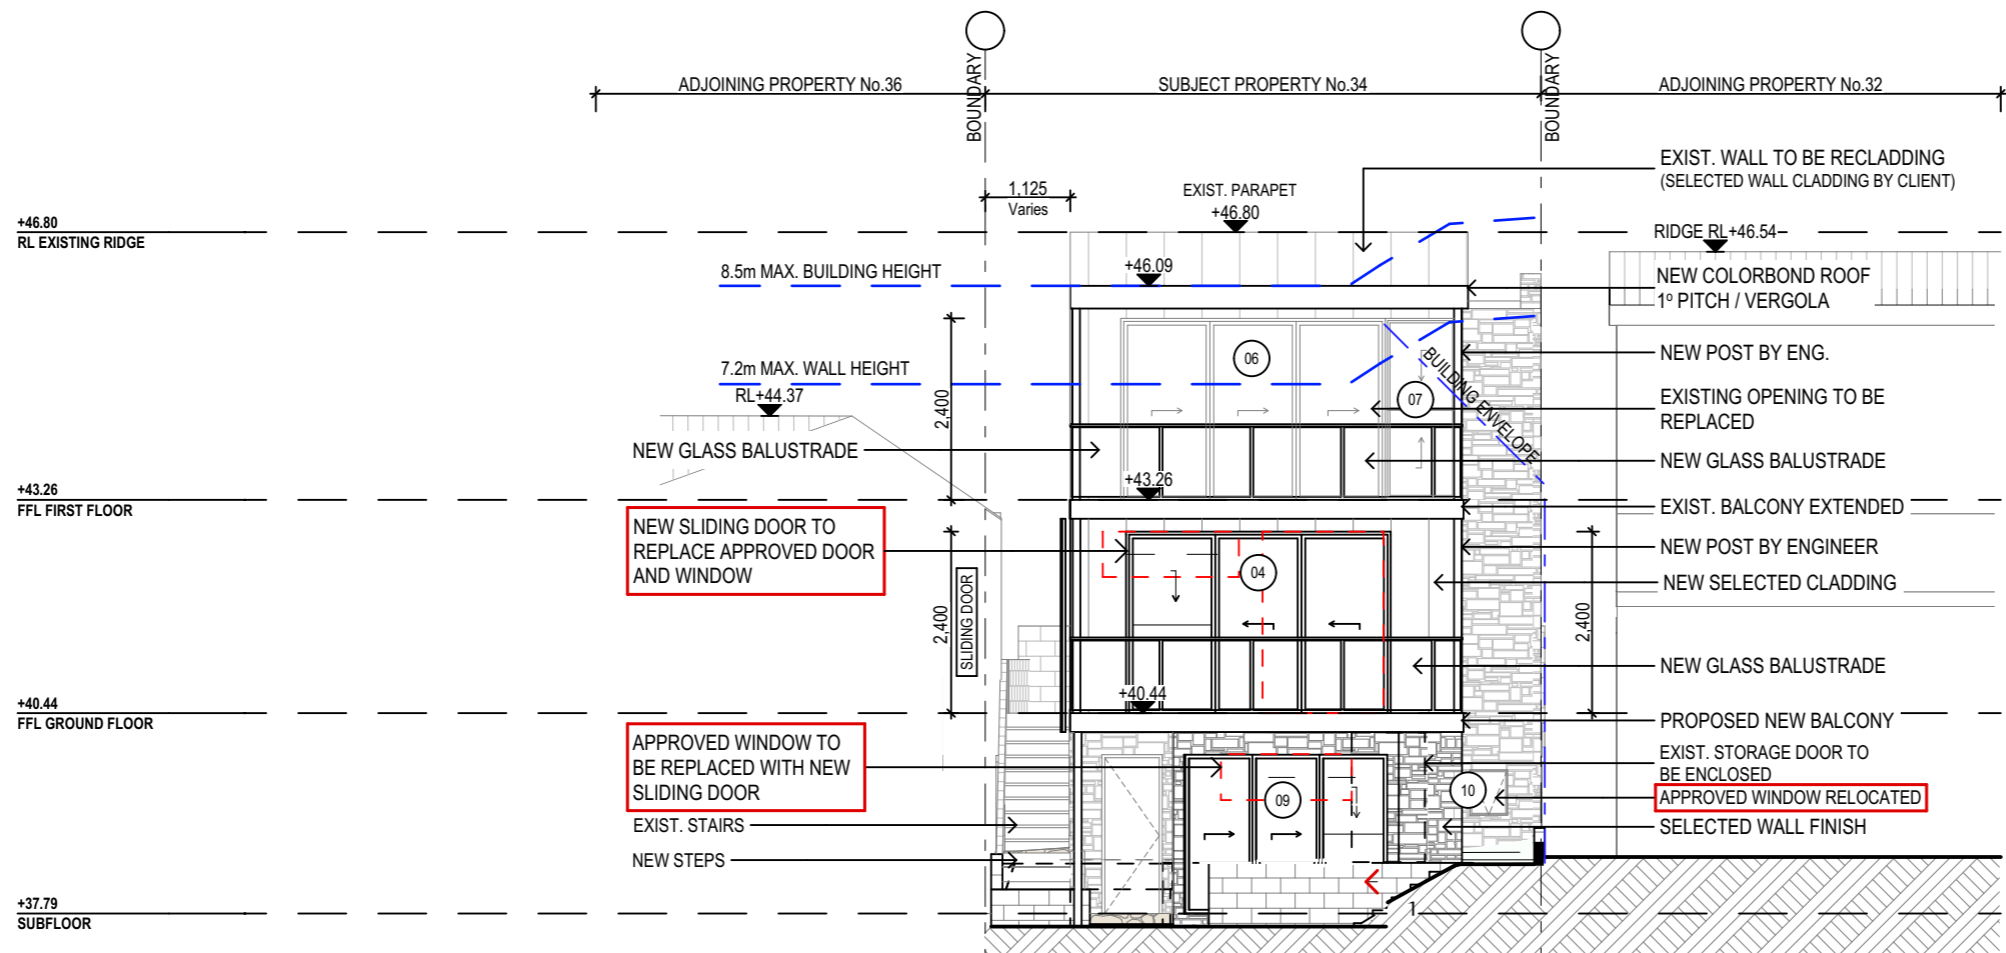 ADJOINING PROPERTY No.36
BOUNDARY
SUBJECT PROPERTY No.34
BOUNDARY
ADJOINING PROPERTY No.32
EXIST. WALL TO BE RECLADDING
(SELECTED WALL CLADDING BY CLIENT)
1,125
Varies
EXIST. PARAPET
+46.80
+46.80
RL EXISTING RIDGE
RIDGE RL+46.54
8.5m MAX. BUILDING HEIGHT
+46.09
NEW COLORBOND ROOF
1º PITCH / VERGOLA
06
NEW POST BY ENG.
7.2m MAX. WALL HEIGHT
BUILDING ENVELOPE
RL+44.37
2,400
07
EXISTING OPENING TO BE
REPLACED
NEW GLASS BALUSTRADE
NEW GLASS BALUSTRADE
+43.26
+43.26
FFL FIRST FLOOR
EXIST. BALCONY EXTENDED
NEW SLIDING DOOR TO
REPLACE APPROVED DOOR
AND WINDOW
NEW POST BY ENGINEER
04
NEW SELECTED CLADDING
2,400
SLIDING DOOR
2,400
NEW GLASS BALUSTRADE
+40.44
+40.44
FFL GROUND FLOOR
PROPOSED NEW BALCONY
APPROVED WINDOW TO
BE REPLACED WITH NEW
SLIDING DOOR
EXIST. STORAGE DOOR TO
BE ENCLOSED
09
10
APPROVED WINDOW RELOCATED
EXIST. STAIRS
SELECTED WALL FINISH
NEW STEPS
1
+37.79
SUBFLOOR